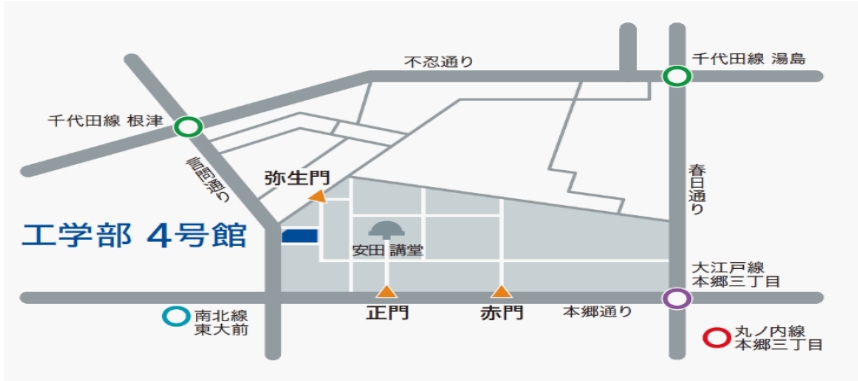 不忍通り
千代田線 湯島
千代田線 根津
言問通り
弥生門
春日通り
工学部 4号館
安田 講堂
大江戸線
本郷三丁目
南北線
東大前
正門
赤門
本郷通り
丸ノ内線
本郷三丁目